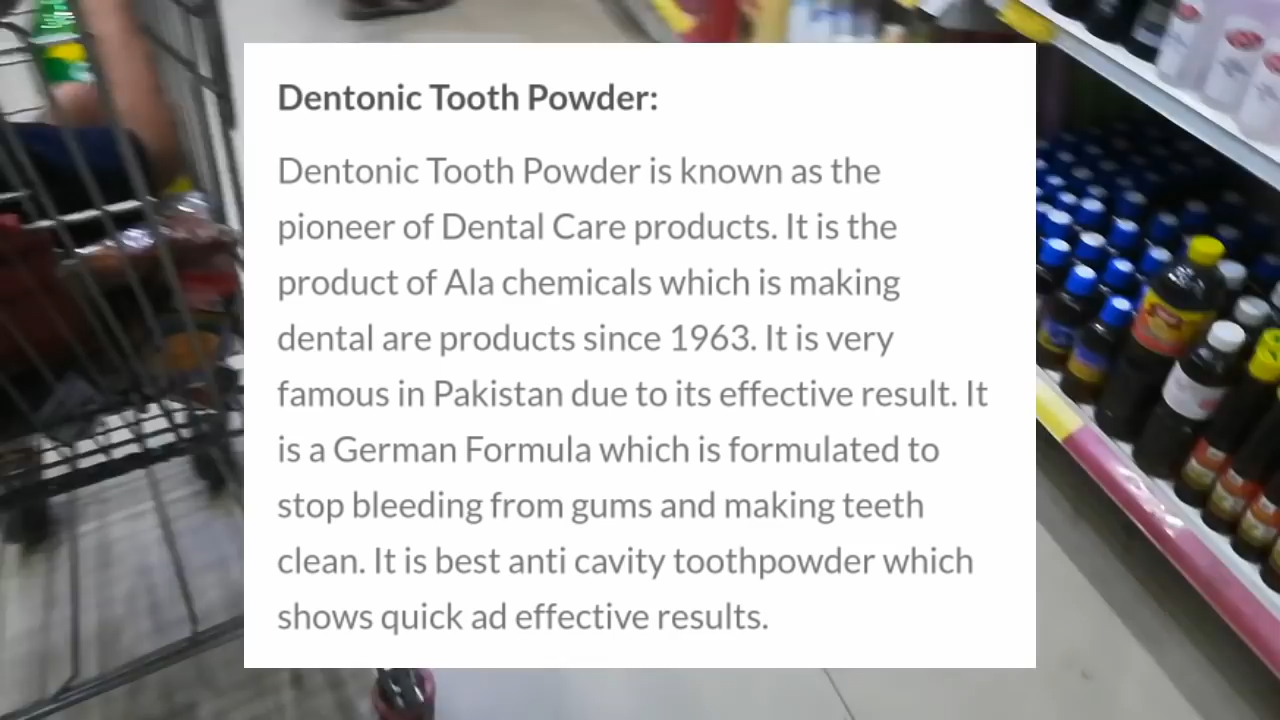 Dentonic Tooth Powder:
Dentonic Tooth Powder is known as the
pioneer of Dental Care products. It is the
product of Ala chemicals which is making
dental are products since 1963. It is very
famous in Pakistan due to its effective result. It
is a German Formula which is formulated to
stop bleeding from gums and making teeth
clean. It is best anti cavity toothpowder which
shows quick ad effective results.